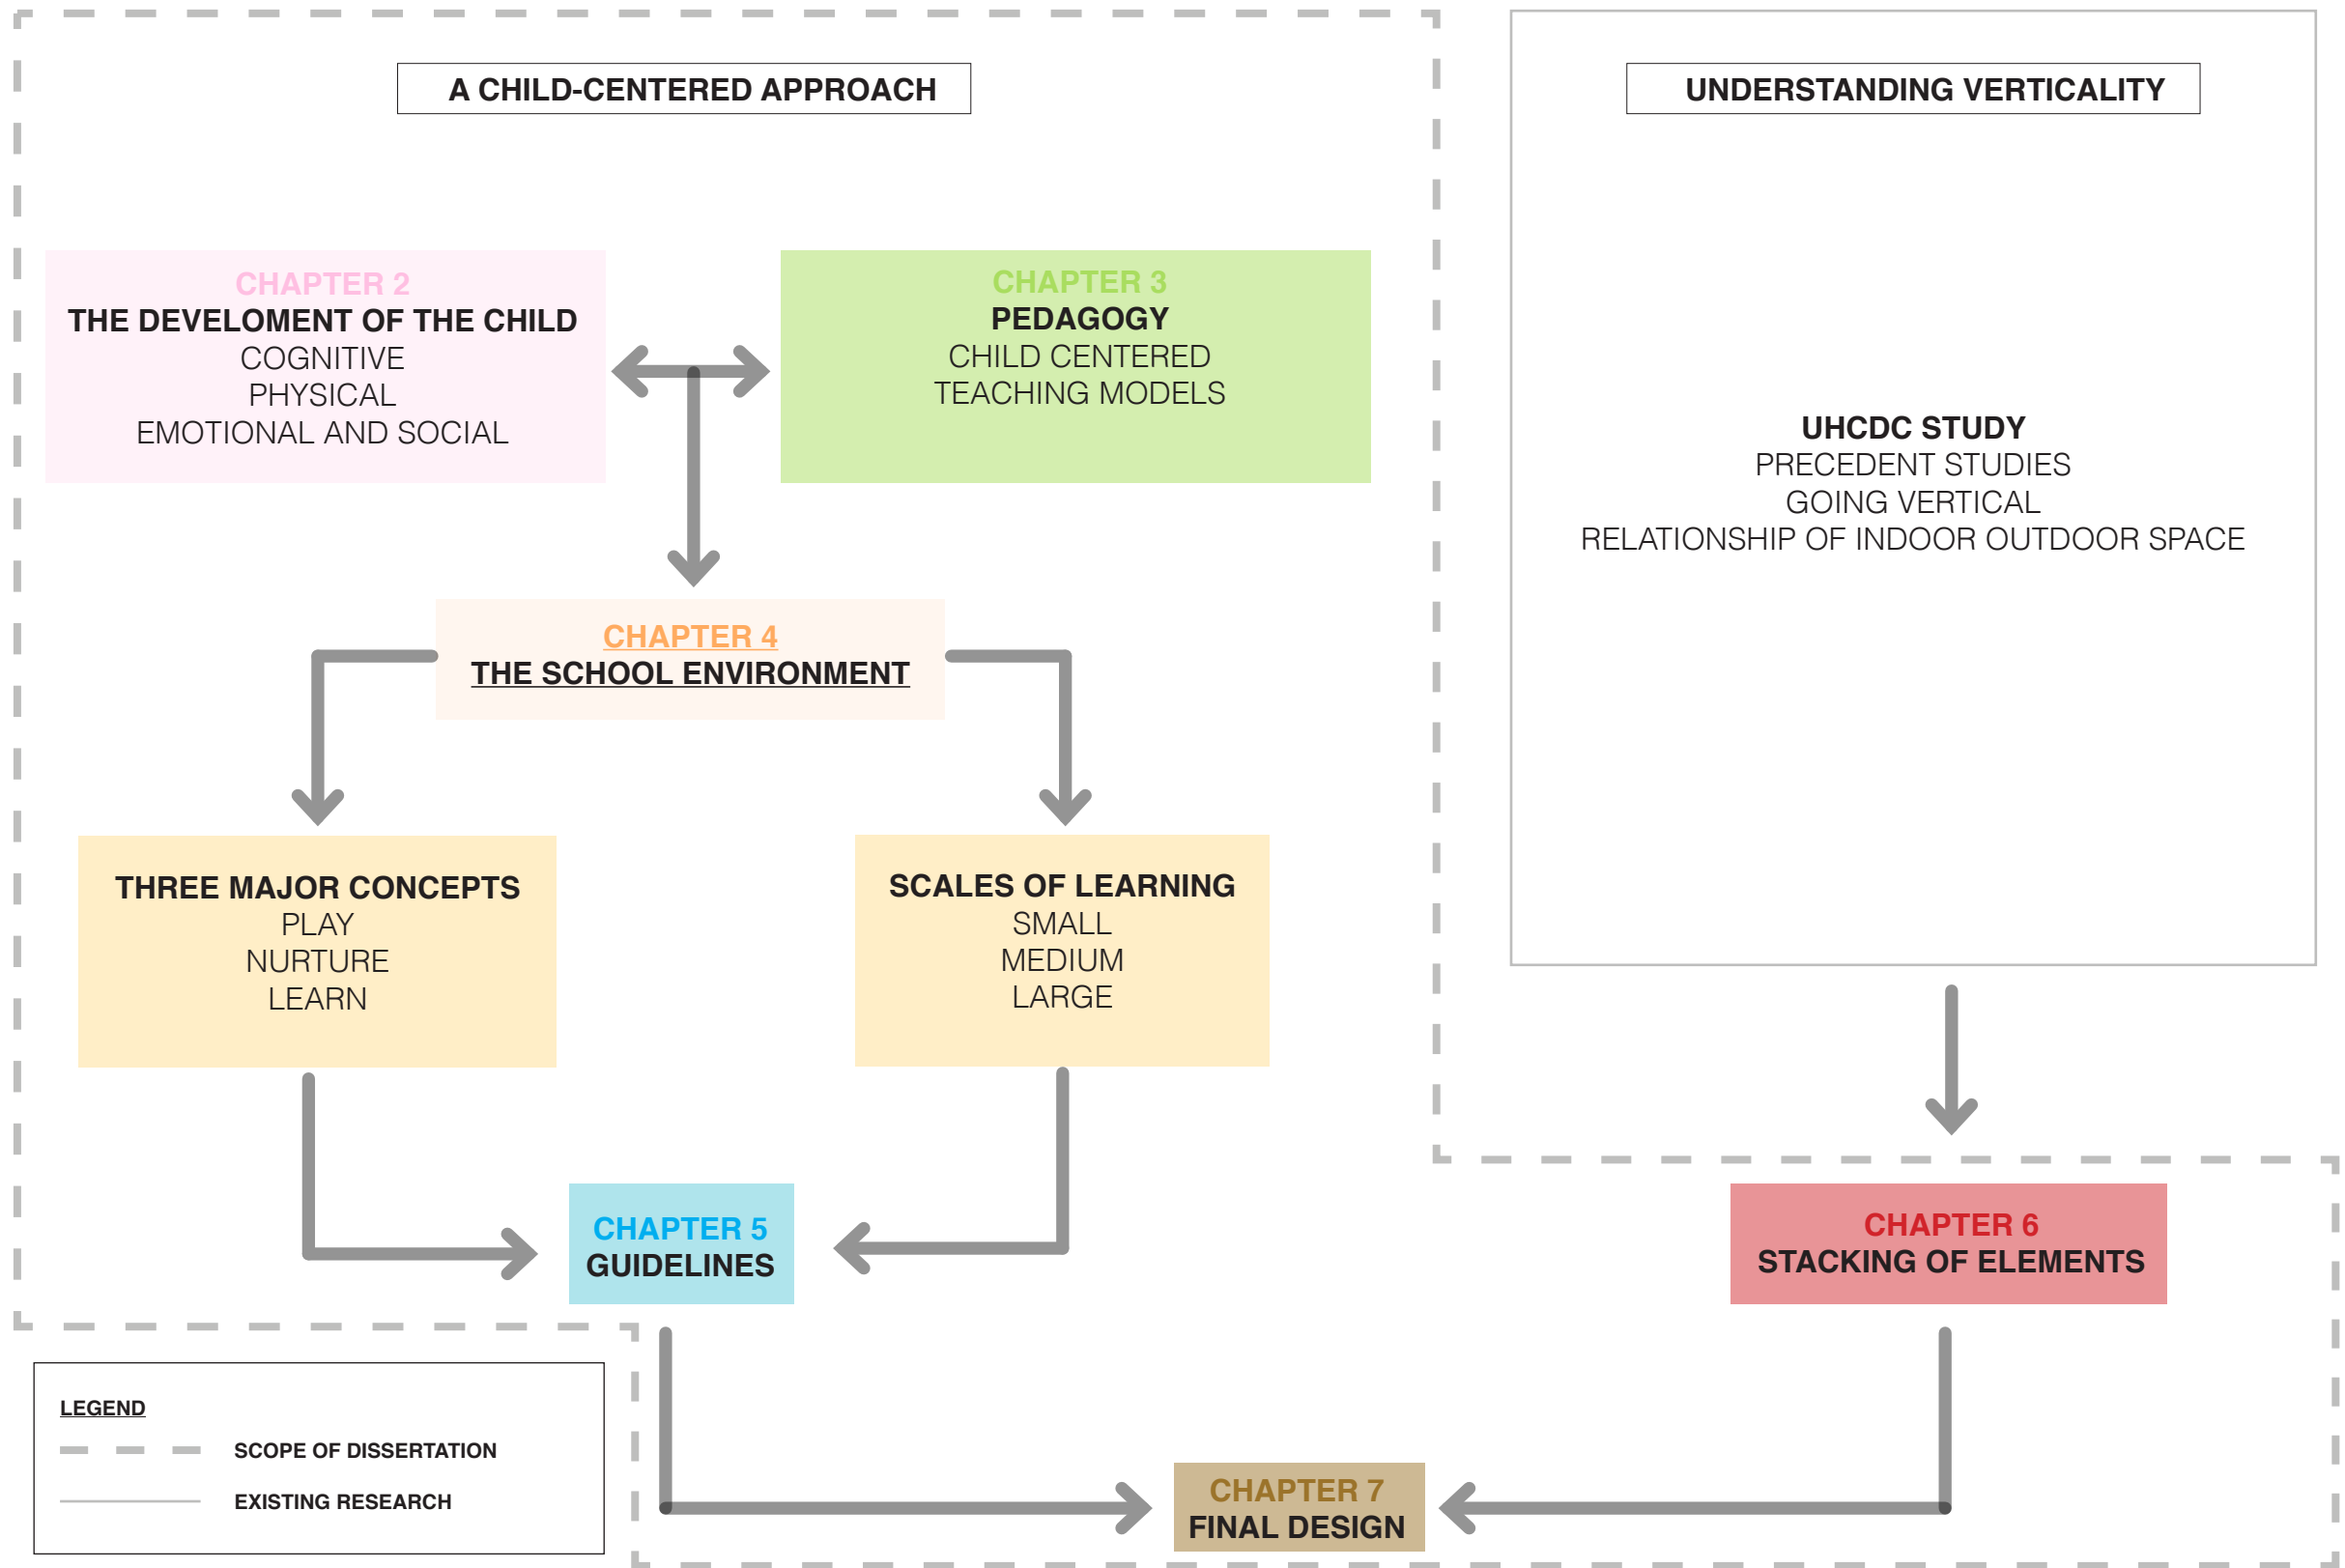 A CHILD-CENTERED APPROACH
UNDERSTANDING VERTICALITY
CHAPTER 2
THE DEVELOMENT OF THE CHILD
COGNITIVE
PHYSICAL
EMOTIONAL AND SOCIAL
CHAPTER 3
PEDAGOGY
CHILD CENTERED
TEACHING MODELS
UHCDC STUDY
PRECEDENT STUDIES
GOING VERTICAL
RELATIONSHIP OF INDOOR OUTDOOR SPACE
CHAPTER 4
THE SCHOOL ENVIRONMENT
THREE MAJOR CONCEPTS
PLAY
NURTURE
LEARN
SCALES OF LEARNING
SMALL
MEDIUM
LARGE
CHAPTER 5
GUIDELINES
CHAPTER 6
STACKING OF ELEMENTS
LEGEND
SCOPE OF DISSERTATION
EXISTING RESEARCH
CHAPTER 7
FINAL DESIGN